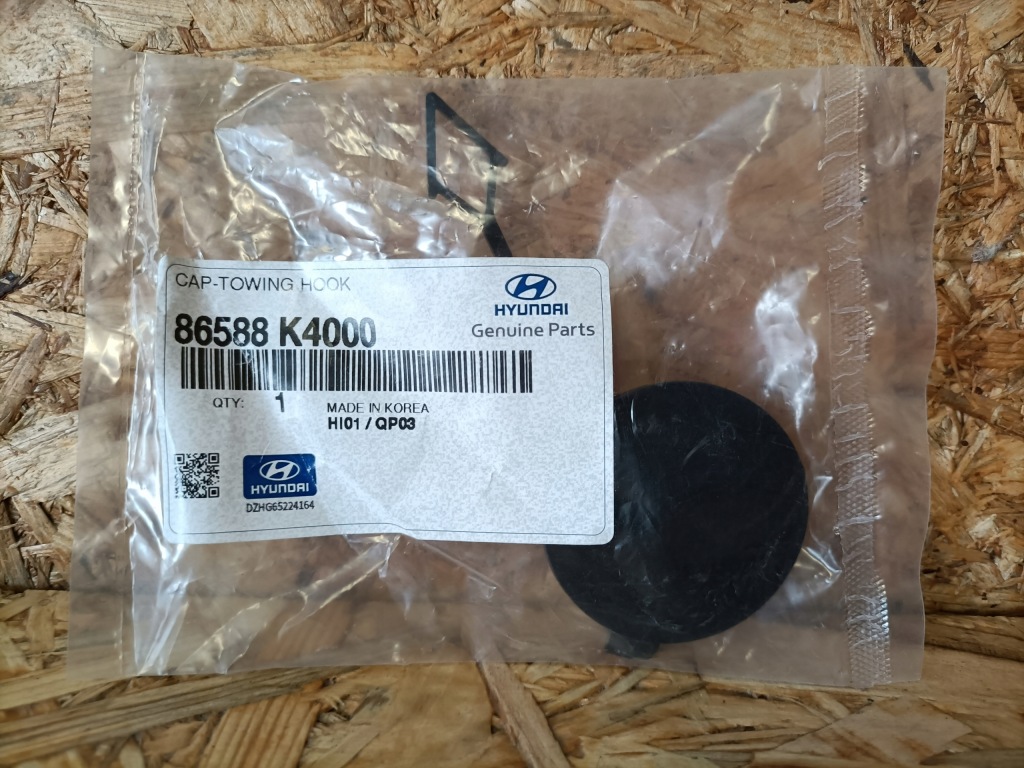 CAP-TOWING HOOK
HYUNDAI
Genuine Parts
86588 K4000
QTY: 1
MADE IN KOREA
HI01 / QP03
HYUNDAI
DZHG65224164